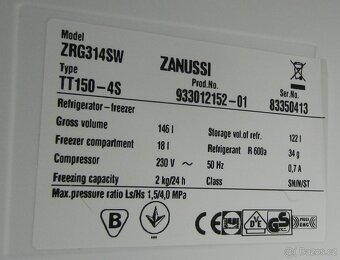 Model
ZRG314SW
ZANUSSI
Type
TT150-4S
Prod.No.
933012152-01
Ser.No.
83350413
Refrigerator-freezer
Gross volume 146 l
Storage vol. of refr. 122 l
Freezer compartment 18 l
Refrigerant R 600a 34 g
Compressor 230 V ~ 50 Hz 0,7 A
Freezing capacity 2 kg/24 h
Class SN/N/ST
Max.pressure ratio Ls/Hs 1,5/4,0 MPa
B
CE
VDE
GS